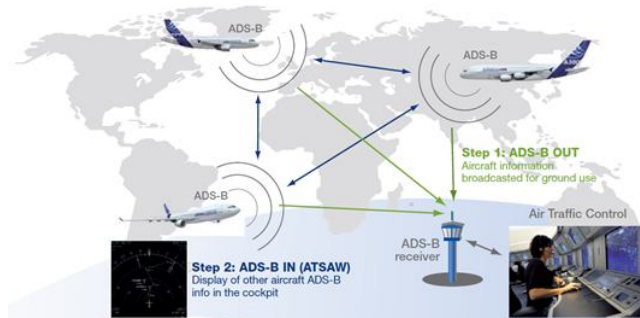 ADS-B
ADS-B
A380
Step 1: ADS-B OUT
Aircraft information
broadcasted for ground use
ADS-B
Air Traffic Control
ADS-B
receiver
Step 2: ADS-B IN (ATSAW)
Display of other aircraft ADS-B
info in the cockpit